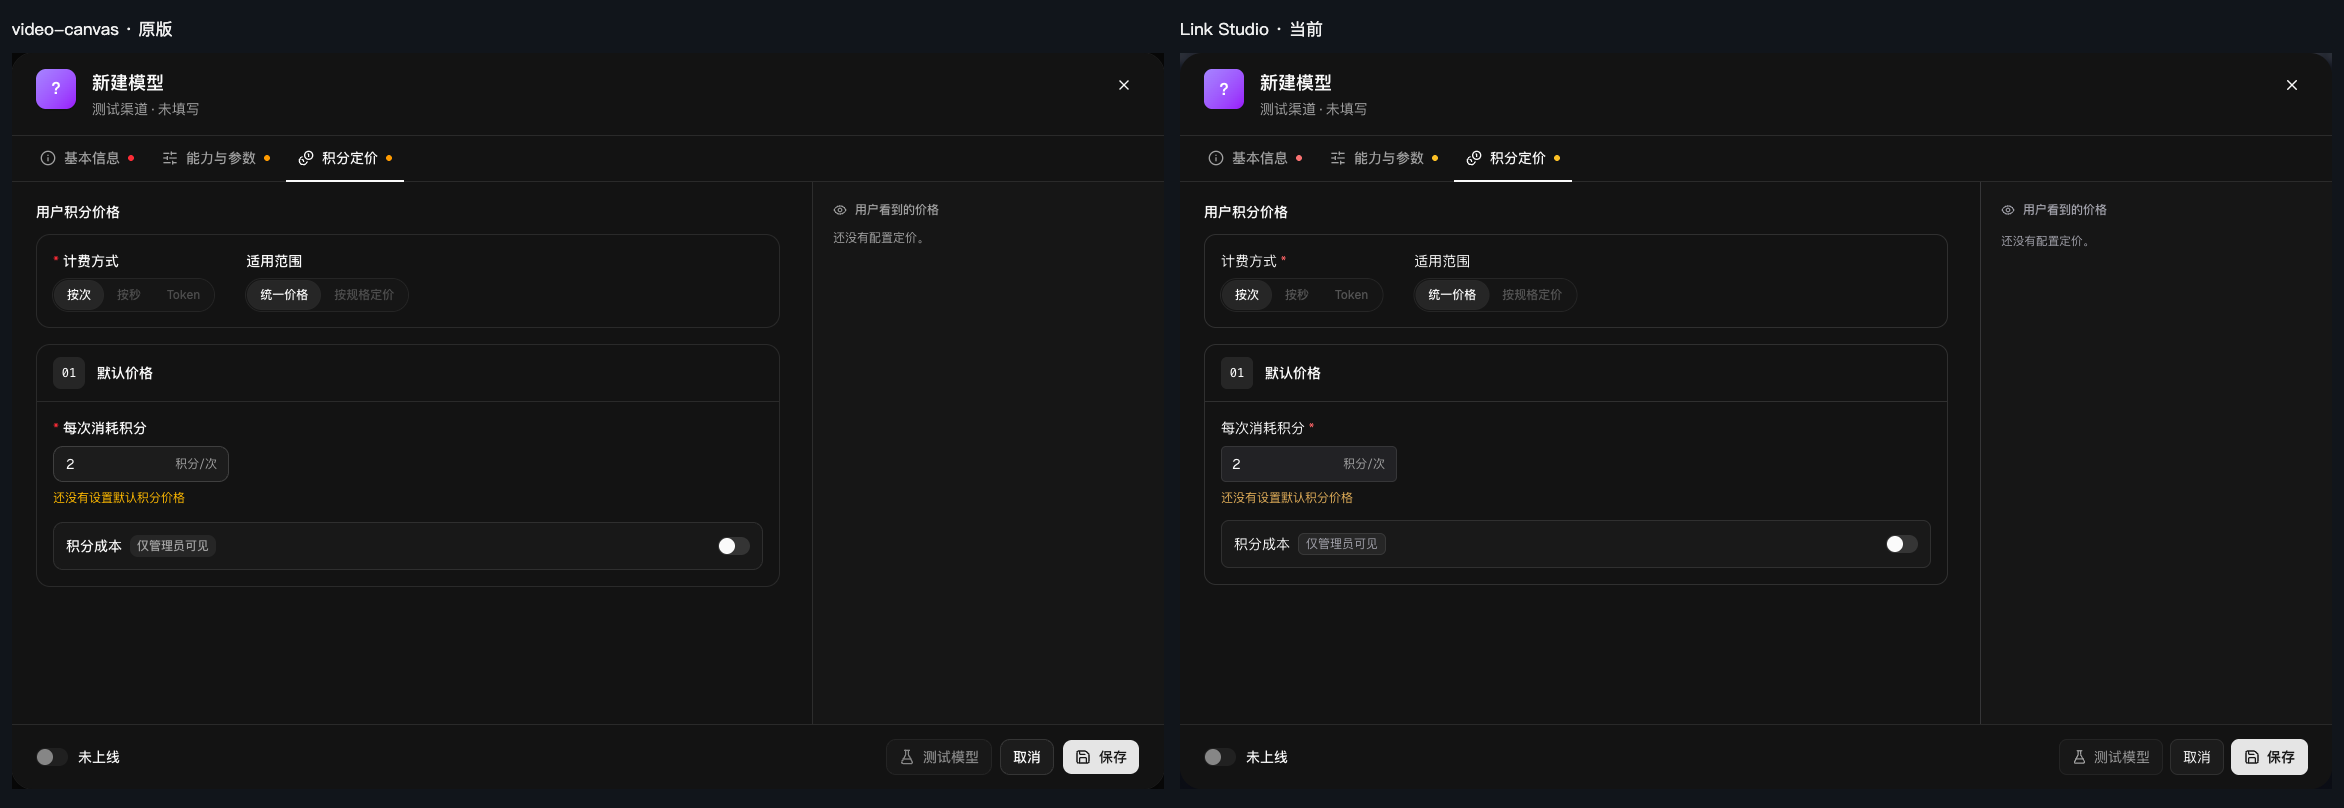 video-canvas · 原版
?
新建模型
测试渠道 · 未填写
基本信息
能力与参数
积分定价
用户积分价格
* 计费方式
适用范围
按次
按秒
Token
统一价格
按规格定价
01
默认价格
* 每次消耗积分
2
积分/次
还没有设置默认积分价格
积分成本
仅管理员可见
用户看到的价格
还没有配置定价。
未上线
测试模型
取消
保存
Link Studio · 当前
?
新建模型
测试渠道 · 未填写
基本信息
能力与参数
积分定价
用户积分价格
计费方式 *
适用范围
按次
按秒
Token
统一价格
按规格定价
01
默认价格
每次消耗积分 *
2
积分/次
还没有设置默认积分价格
积分成本
仅管理员可见
用户看到的价格
还没有配置定价。
未上线
测试模型
取消
保存